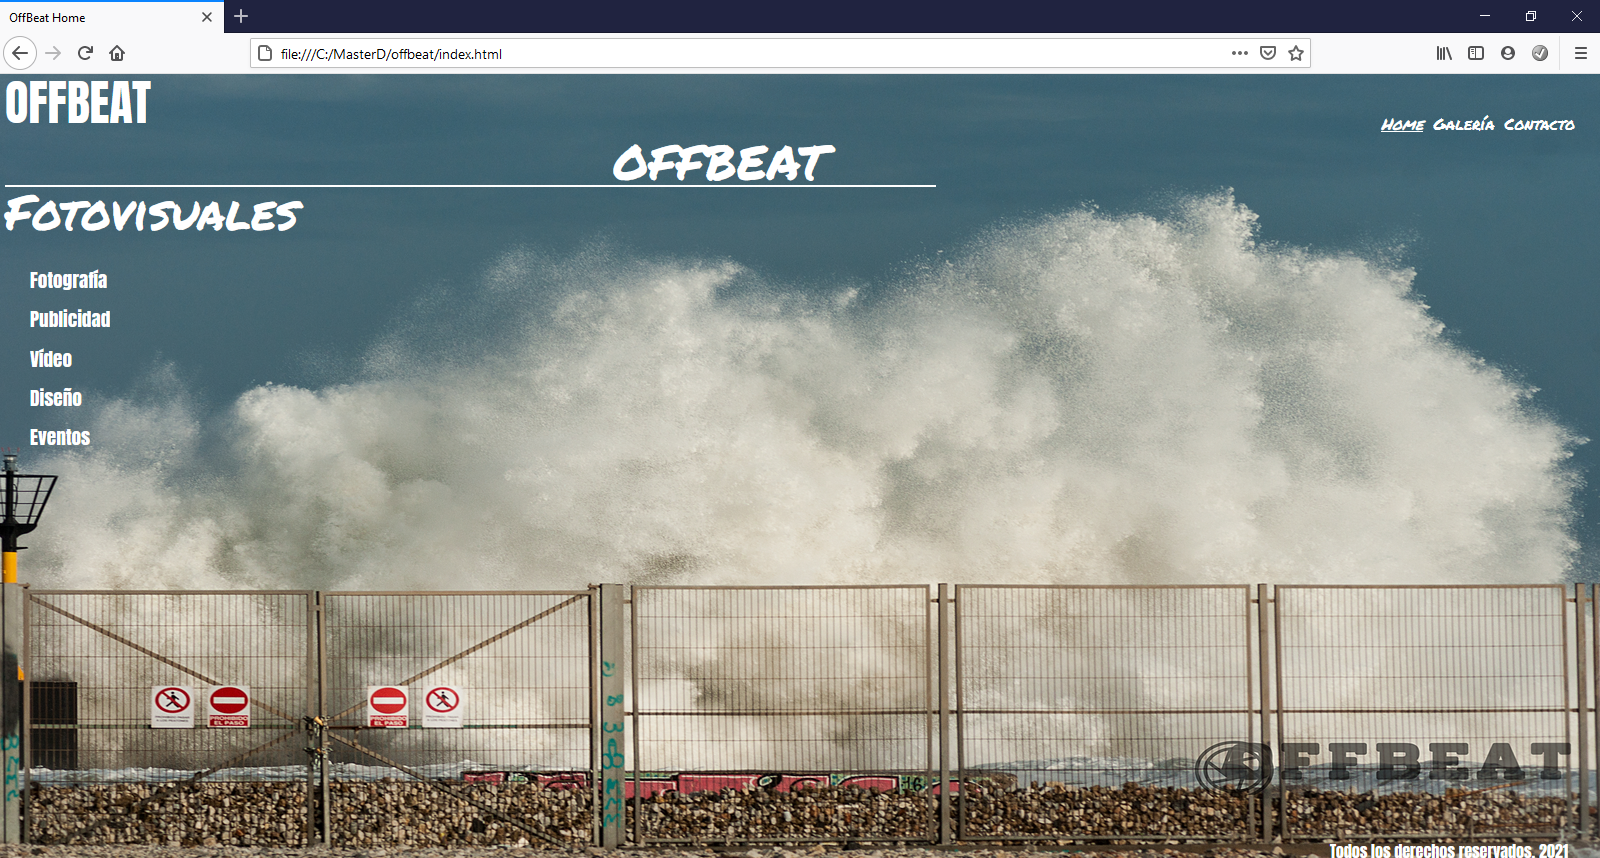 OffBeat Home
file:///C:/MasterD/offbeat/index.html
OFFBEAT
Home Galería Contacto
OFFBEAT
Fotovisuales
Fotografía
Publicidad
Vídeo
Diseño
Eventos
PROHIBIDO
EL PASO
PROHIBIDO
EL PASO
OFFBEAT
Todos los derechos reservados. 2021